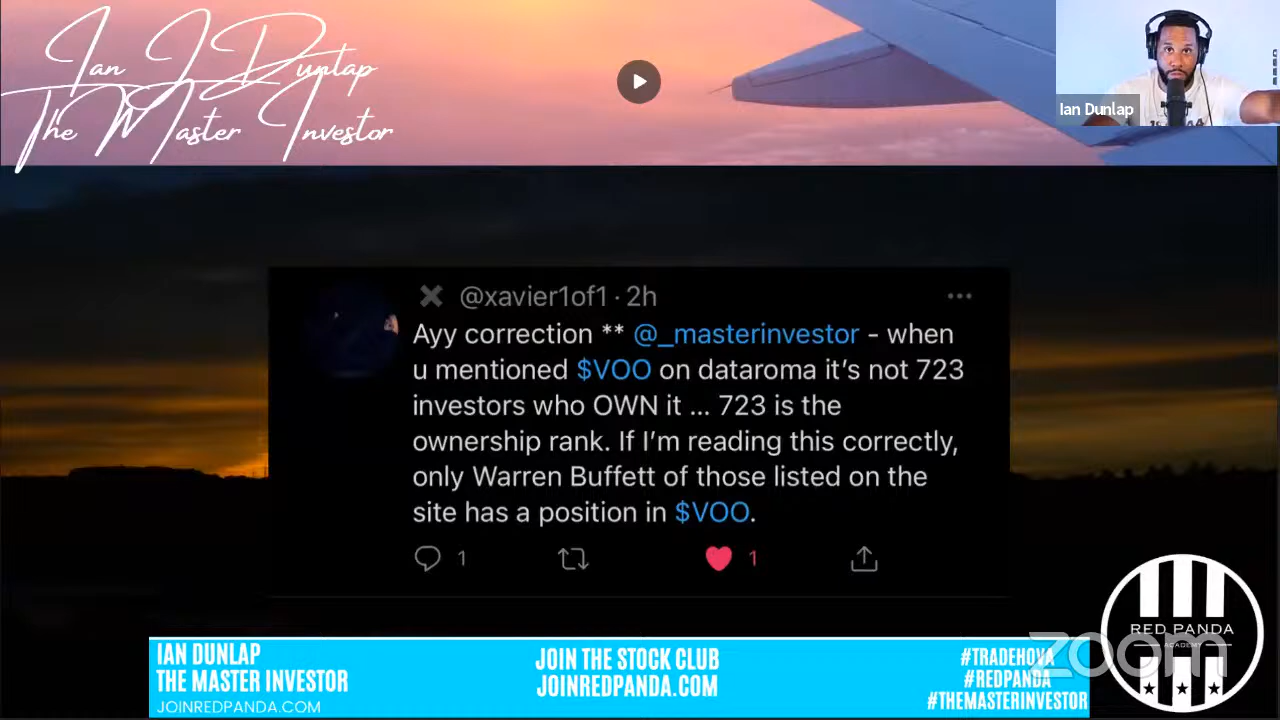 Ian J Dunlap
The Master Investor
Ian Dunlap
@xavier1of1 · 2h
Ayy correction ** @_masterinvestor - when
u mentioned $VOO on dataroma it’s not 723
investors who OWN it ... 723 is the
ownership rank. If I’m reading this correctly,
only Warren Buffett of those listed on the
site has a position in $VOO.
1
1
IAN DUNLAP
THE MASTER INVESTOR
JOINREDPANDA.COM
JOIN THE STOCK CLUB
JOINREDPANDA.COM
#TRADEHOVA
#REDPANDA
#THEMASTERINVESTOR
RED PANDA
ACADEMY
zoom